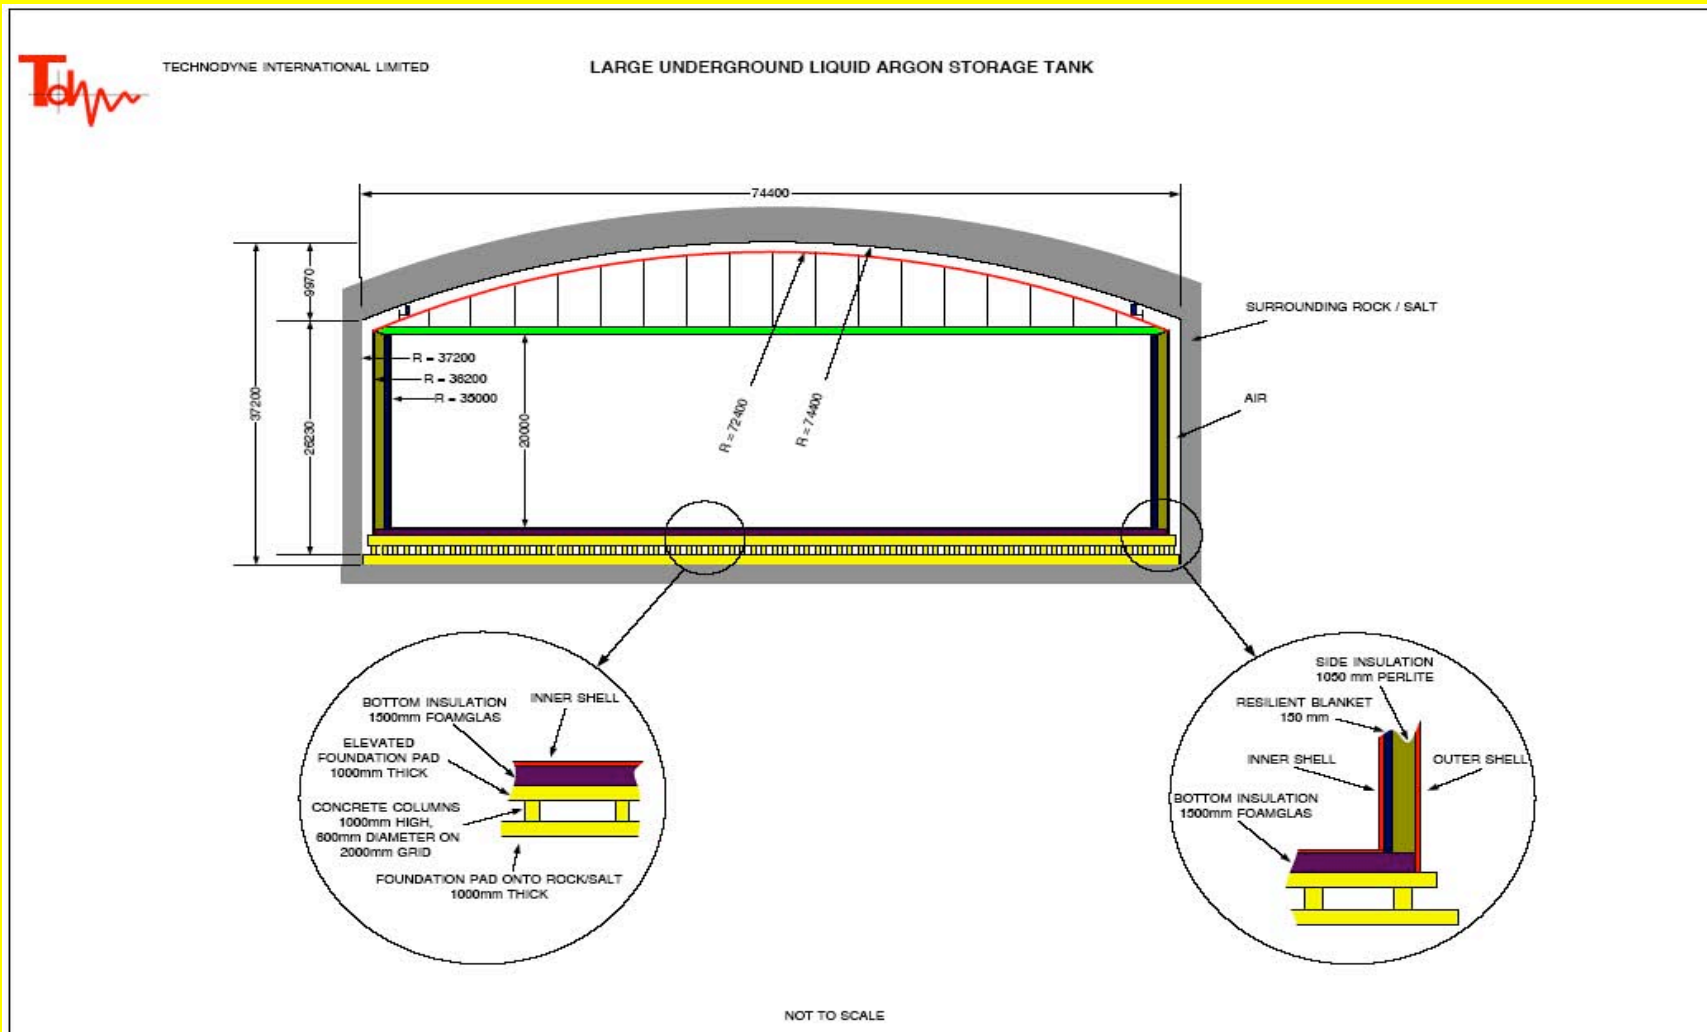 TECHNODYNE INTERNATIONAL LIMITED
LARGE UNDERGROUND LIQUID ARGON STORAGE TANK
74400
9970
37200
26230
R = 37200
R = 36200
R = 35000
20000
R = 72400
R = 74400
SURROUNDING ROCK / SALT
AIR
BOTTOM INSULATION
1500mm FOAMGLAS
INNER SHELL
ELEVATED
FOUNDATION PAD
1000mm THICK
CONCRETE COLUMNS
1000mm HIGH,
600mm DIAMETER ON
2000mm GRID
FOUNDATION PAD ONTO ROCK/SALT
1000mm THICK
SIDE INSULATION
1050 mm PERLITE
RESILIENT BLANKET
150 mm
INNER SHELL
OUTER SHELL
BOTTOM INSULATION
1500mm FOAMGLAS
NOT TO SCALE